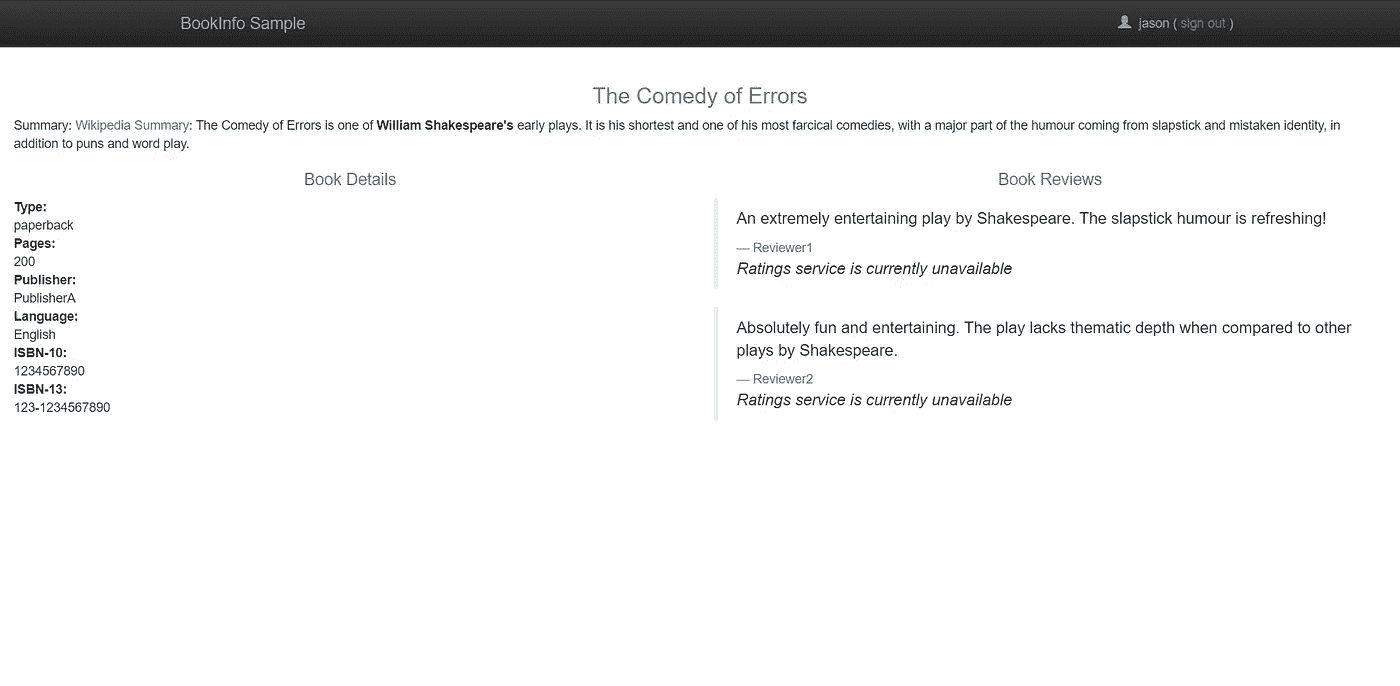 BookInfo Sample
jason ( sign out )
The Comedy of Errors
Summary: Wikipedia Summary: The Comedy of Errors is one of William Shakespeare's early plays. It is his shortest and one of his most farcical comedies, with a major part of the humour coming from slapstick and mistaken identity, in
addition to puns and word play.
Book Details
Type:
paperback
Pages:
200
Publisher:
PublisherA
Language:
English
ISBN-10:
1234567890
ISBN-13:
123-1234567890
Book Reviews
An extremely entertaining play by Shakespeare. The slapstick humour is refreshing!
— Reviewer1
Ratings service is currently unavailable
Absolutely fun and entertaining. The play lacks thematic depth when compared to other
plays by Shakespeare.
— Reviewer2
Ratings service is currently unavailable